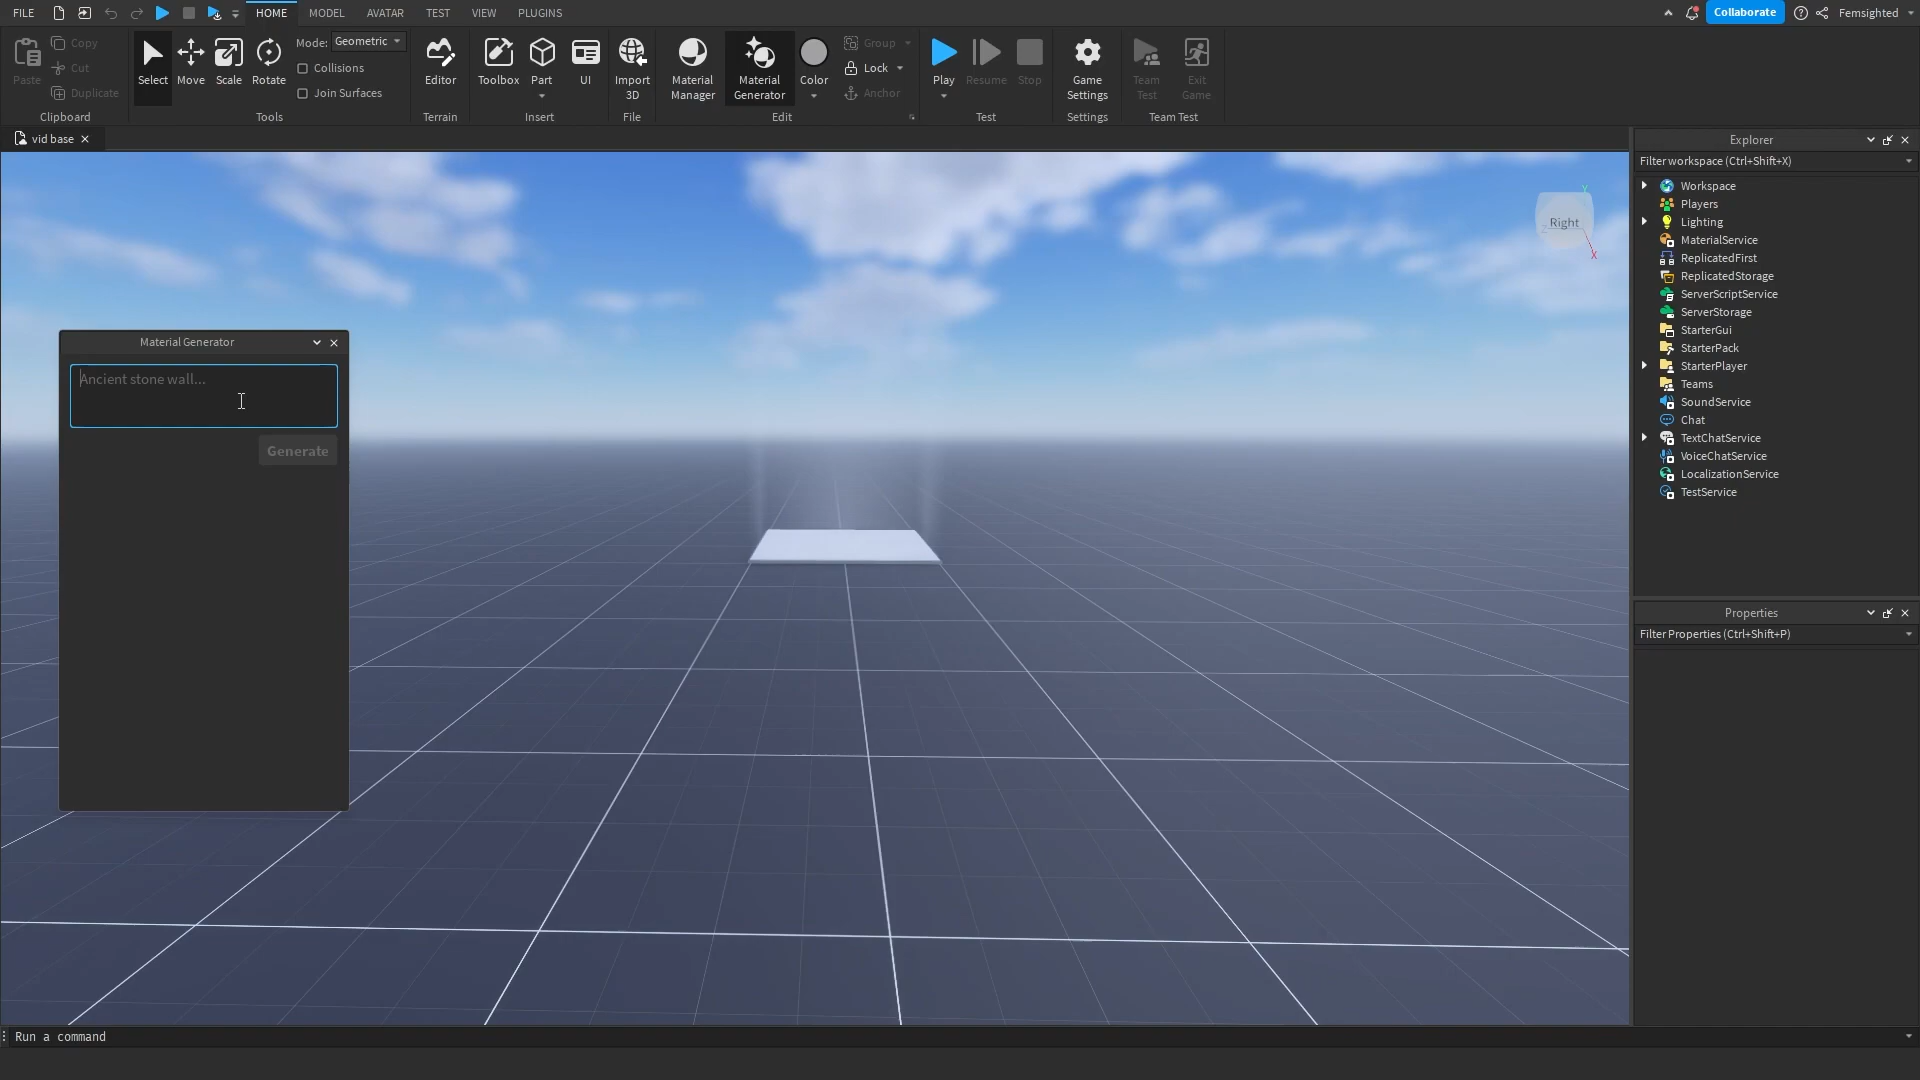 FILE HOME MODEL AVATAR TEST VIEW PLUGINS Collaborate Femsighted
Paste Copy Cut Duplicate
Clipboard
Select Move Scale Rotate
Mode: Geometric
Collisions
Join Surfaces
Tools
Editor
Terrain
Toolbox Part UI
Insert
Import 3D
File
Material Manager
Material Generator
Color
Group
Lock
Anchor
Edit
Play Resume Stop
Test
Game Settings
Settings
Team Test
Exit Game
Team Test
vid base
Right
Y
X
Z
Material Generator
Ancient stone wall...
Generate
Explorer
Filter workspace (Ctrl+Shift+X)
Workspace
Players
Lighting
MaterialService
ReplicatedFirst
ReplicatedStorage
ServerScriptService
ServerStorage
StarterGui
StarterPack
StarterPlayer
Teams
SoundService
Chat
TextChatService
VoiceChatService
LocalizationService
TestService
Properties
Filter Properties (Ctrl+Shift+P)
Run a command